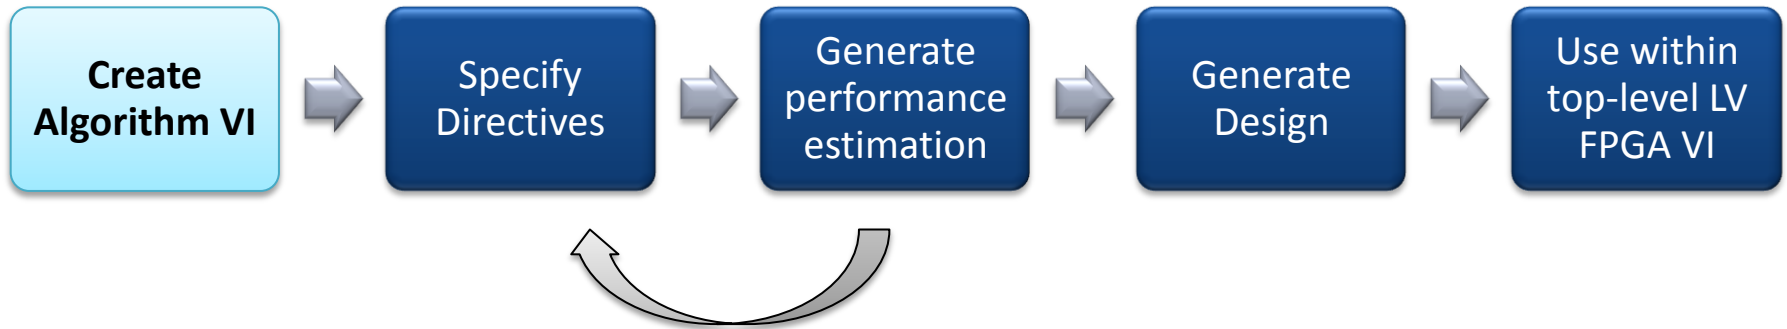 Create
Algorithm VI
Specify
Directives
Generate
performance
estimation
Generate
Design
Use within
top-level LV
FPGA VI